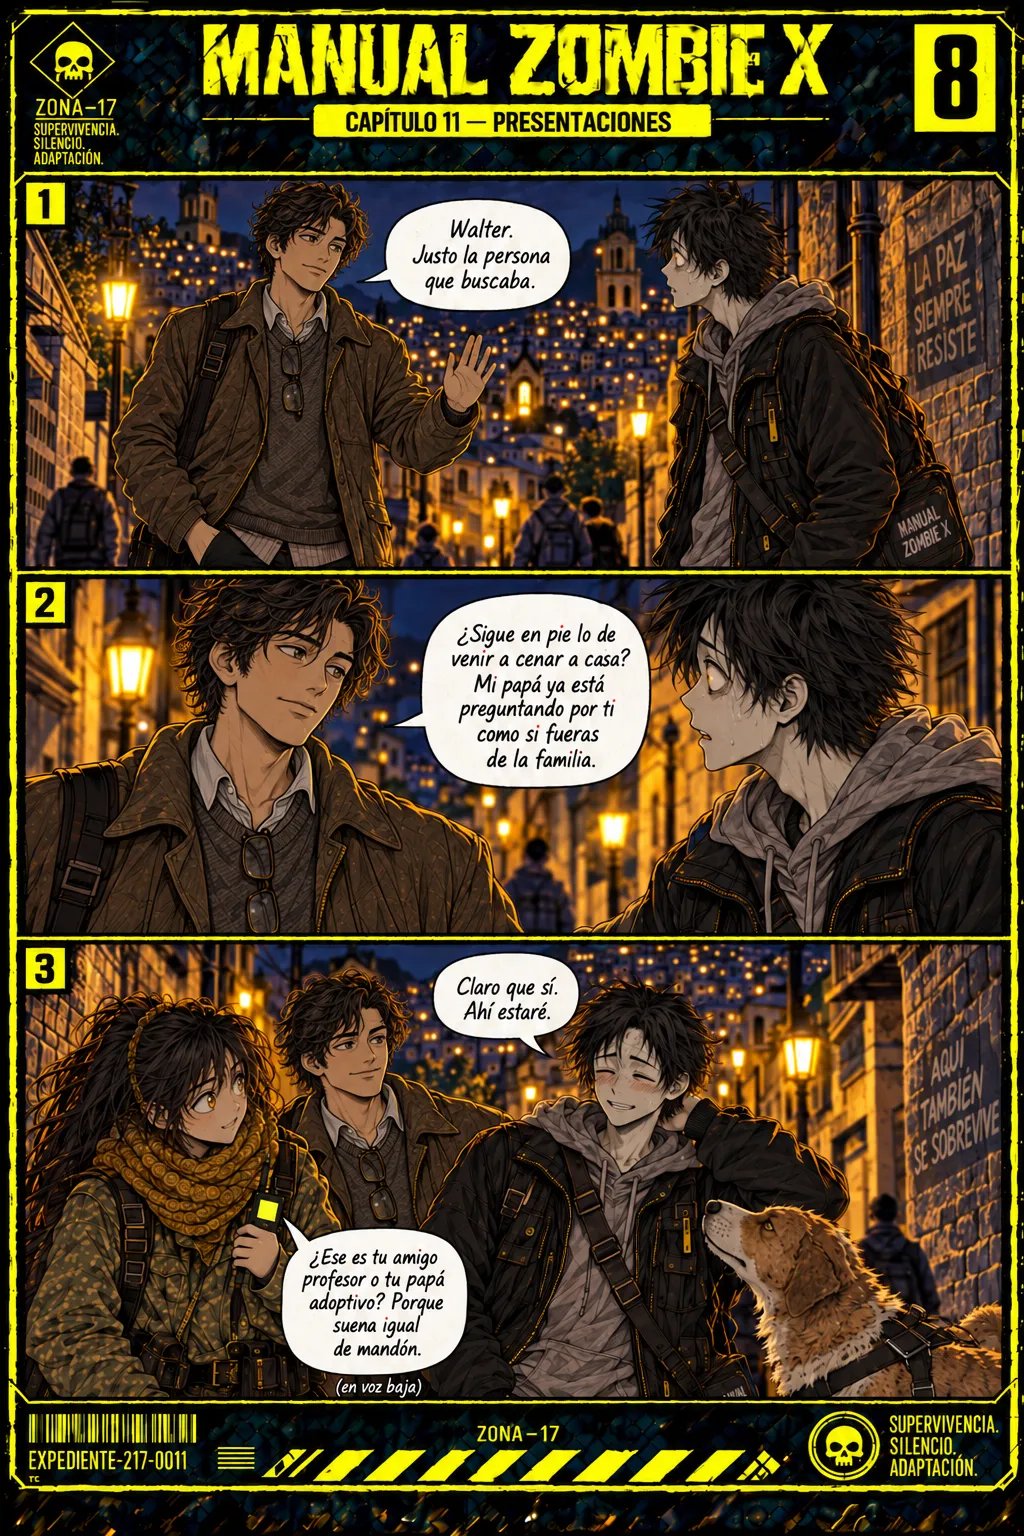 MANUAL ZOMBIE X
8
ZONA-17
SUPERVIVENCIA.
SILENCIO.
ADAPTACIÓN.
CAPÍTULO 11 — PRESENTACIONES
1
Walter.
Justo la persona
que buscaba.
LA PAZ
SIEMPRE
RESISTE
MANUAL
ZOMBIE X
2
¿Sigue en pie lo de
venir a cenar a casa?
Mi papá ya está
preguntando por ti
como si fueras
de la familia.
3
Claro que sí.
Ahí estaré.
AQUI
TAMBIÉN
SE SOBREVIVE
¿Ese es tu amigo
profesor o tu papá
adoptivo? Porque
suena igual
de mandón.
(en voz baja)
MANUAL
EXPEDIENTE-217-0011
TC
ZONA-17
SUPERVIVENCIA.
SILENCIO.
ADAPTACIÓN.